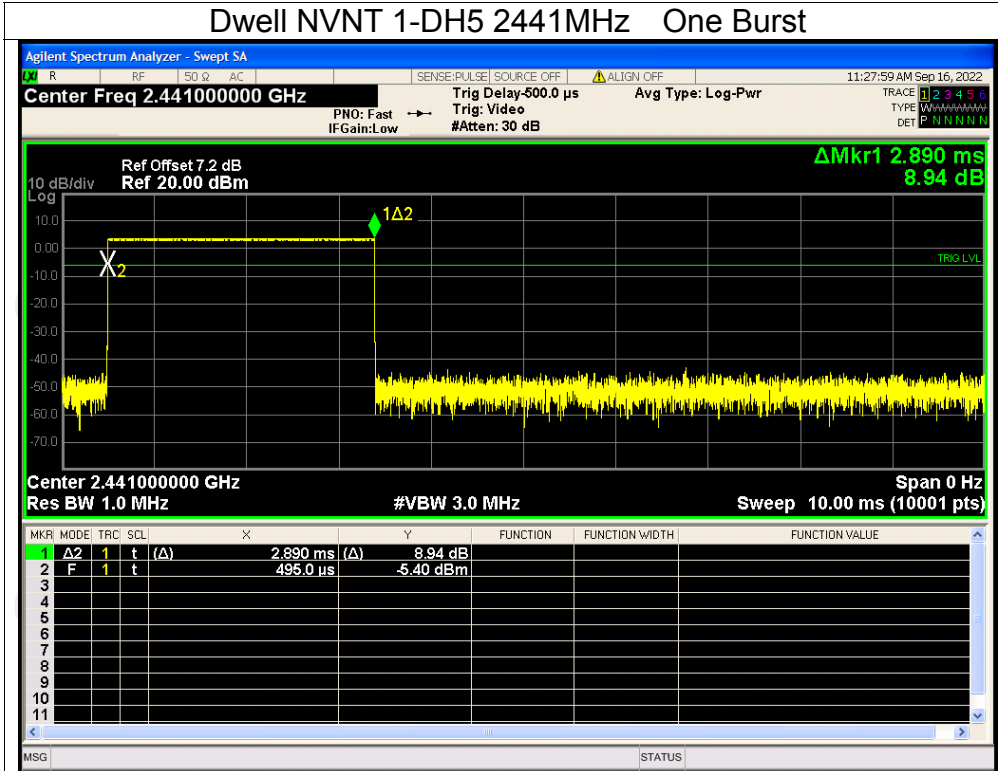 Dwell NVNT 1-DH5 2441MHz One Burst
Agilent Spectrum Analyzer - Swept SA
LXI R RF 50 Ω AC SENSE:PULSE SOURCE OFF ALIGN OFF 11:27:59 AM Sep 16, 2022
Center Freq 2.441000000 GHz
PNO: Fast
IFGain:Low
Trig Delay-500.0 µs
Trig: Video
#Atten: 30 dB
Avg Type: Log-Pwr
TRACE 1 2 3 4 5 6
TYPE WWWWWWWW
DET P N N N N N
ΔMkr1 2.890 ms
8.94 dB
Ref Offset 7.2 dB
10 dB/div Ref 20.00 dBm
Log
10.0
0.00
-10.0
-20.0
-30.0
-40.0
-50.0
-60.0
-70.0
1Δ2
X2
TRIG LVL
Center 2.441000000 GHz Span 0 Hz
Res BW 1.0 MHz #VBW 3.0 MHz Sweep 10.00 ms (10001 pts)
MKR MODE TRC SCL X Y FUNCTION FUNCTION WIDTH FUNCTION VALUE
1 Δ2 1 t (Δ) 2.890 ms (Δ) 8.94 dB
2 F 1 t 495.0 µs -5.40 dBm
3
4
5
6
7
8
9
10
11
MSG STATUS